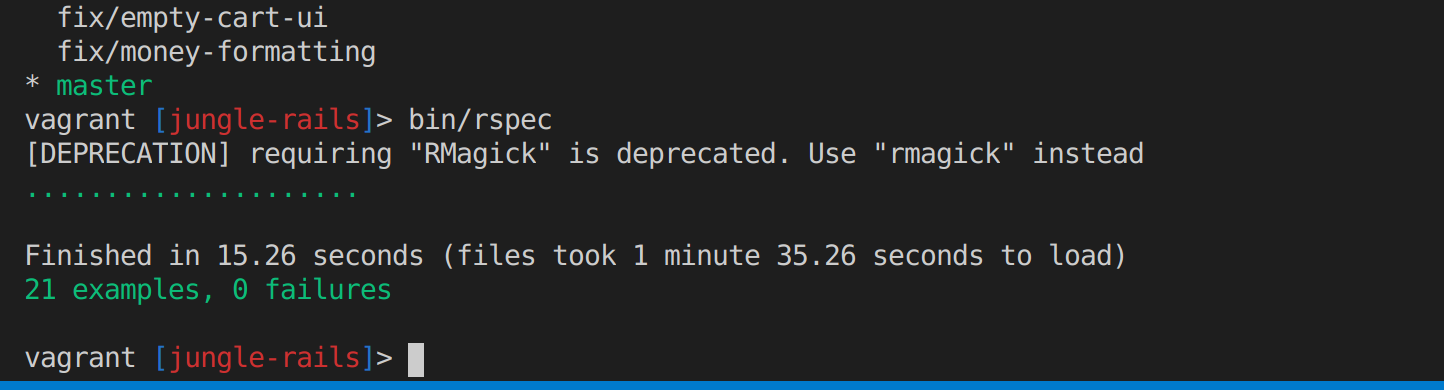 fix/empty-cart-ui
fix/money-formatting
* master
vagrant [jungle-rails]> bin/rspec
[DEPRECATION] requiring "RMagick" is deprecated. Use "rmagick" instead
.....................
Finished in 15.26 seconds (files took 1 minute 35.26 seconds to load)
21 examples, 0 failures
vagrant [jungle-rails]>